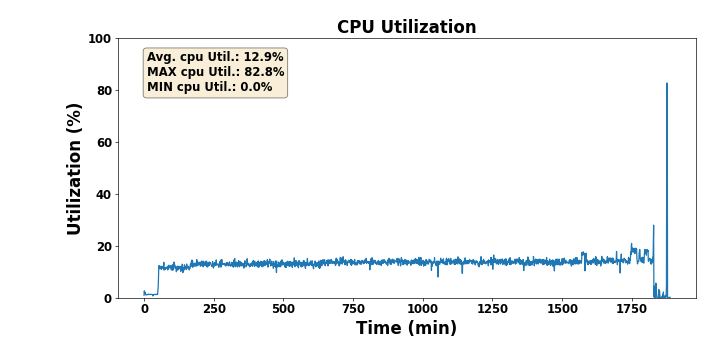 CPU Utilization
Avg. cpu Util.: 12.9%
MAX cpu Util.: 82.8%
MIN cpu Util.: 0.0%
Utilization (%)
100
80
60
40
20
0
0 250 500 750 1000 1250 1500 1750
Time (min)